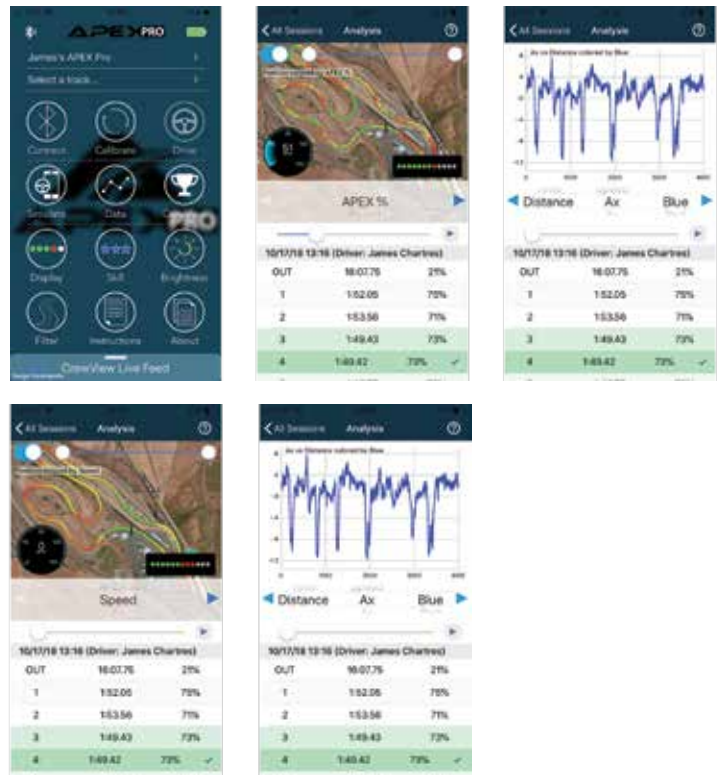 APEX PRO
James's APEX Pro
Select a track...
Connect
Calibrate
Drive
Simulate
Data
APEX PRO
Display
Skill
Brightness
Filter
Instructions
About
CrewView Live Feed
All Sessions
Analysis
APEX %
10/17/18 13:16 (Driver: James Chartres)
OUT 16:07.75 21%
1 1:52.05 75%
2 1:53.56 71%
3 1:49.43 73%
4 1:49.42 73%
All Sessions
Analysis
Ax vs Distance colored by Blue
Distance
Ax
Blue
10/17/18 13:16 (Driver: James Chartres)
OUT 16:07.75 21%
1 1:52.05 75%
2 1:53.56 71%
3 1:49.43 73%
4 1:49.42 73%
All Sessions
Analysis
Speed
10/17/18 13:16 (Driver: James Chartres)
OUT 16:07.75 21%
1 1:52.05 75%
2 1:53.56 71%
3 1:49.43 73%
4 1:49.42 73%
All Sessions
Analysis
Ax vs Distance colored by Blue
Distance
Ax
Blue
10/17/18 13:16 (Driver: James Chartres)
OUT 16:07.75 21%
1 1:52.05 75%
2 1:53.56 71%
3 1:49.43 73%
4 1:49.42 73%